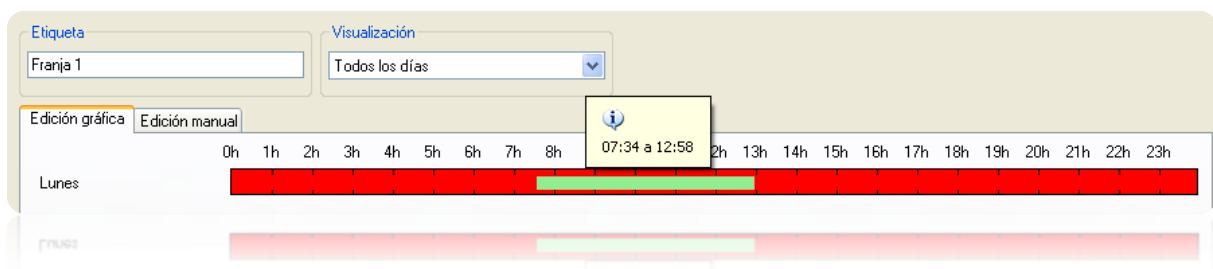 Etiqueta Visualización
Franja 1 Todos los días
Edición gráfica Edición manual
07:34 a 12:58
0h 1h 2h 3h 4h 5h 6h 7h 8h 2h 13h 14h 15h 16h 17h 18h 19h 20h 21h 22h 23h
Lunes
Lunes